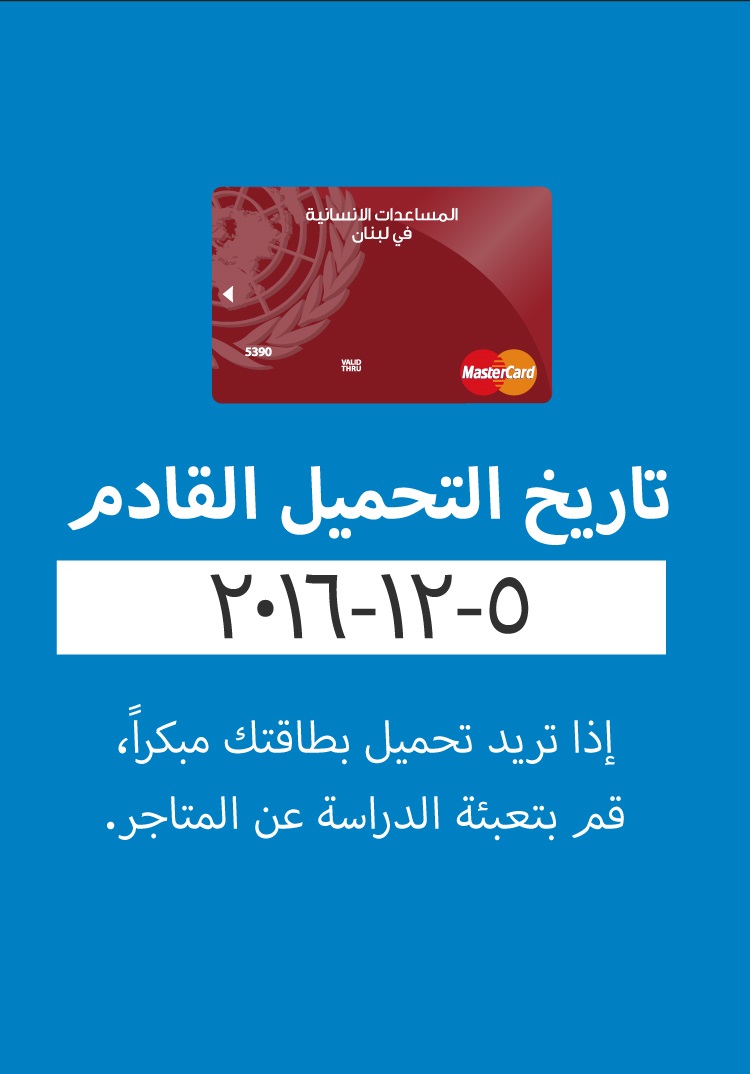 المساعدات الانسانية
في لبنان
5390
VALID
THRU
MasterCard
تاريخ التحميل القادم
٥-١٢-٢٠١٦
إذا تريد تحميل بطاقتك مبكراً،
قم بتعبئة الدراسة عن المتاجر.